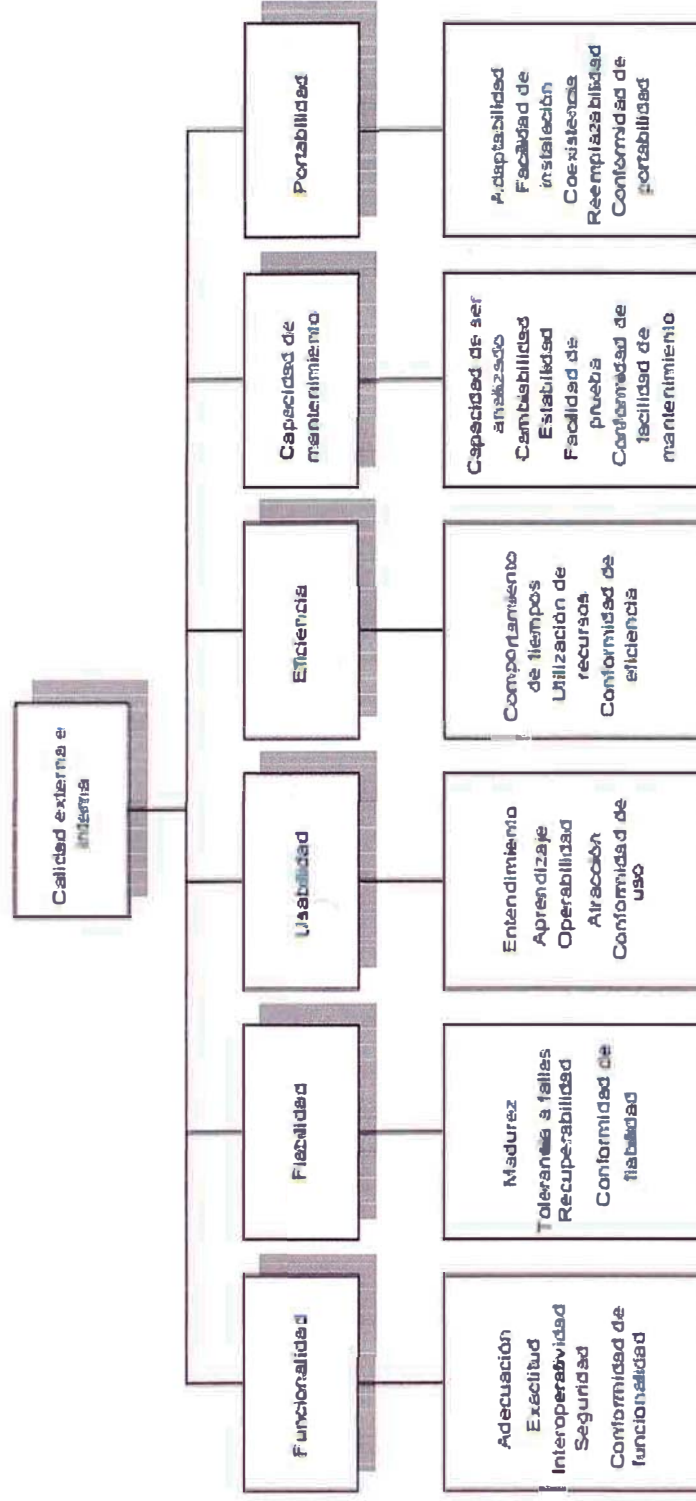 Calidad externa e
interna
Funcionalidad
Fiabilidad
Usabilidad
Eficiencia
Capacidad de
mantenimiento
Portabilidad
Adecuación
Exactitud
Interoperatividad
Seguridad
Conformidad de
funcionalidad
Madurez
Tolerancia a fallas
Recuperabilidad
Conformidad de
fiabilidad
Entendimiento
Aprendizaje
Operabilidad
Atracción
Conformidad de
uso
Comportamiento
de tiempos
Utilización de
recursos
Conformidad de
eficiencia
Capacidad de ser
analizado
Cambiabilidad
Estabilidad
Facilidad de
prueba
Conformidad de
facilidad de
mantenimiento
Adaptabilidad
Facilidad de
instalación
Coexistencia
Reemplazabilidad
Conformidad de
portabilidad